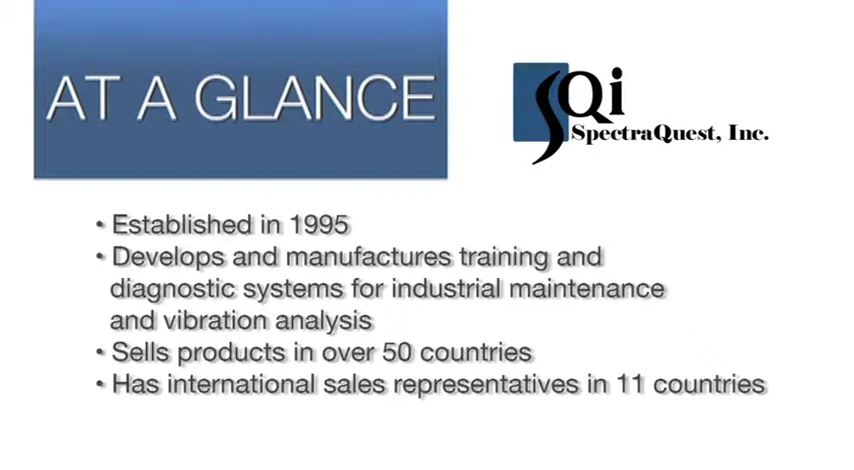 AT A GLANCE
SQi
SpectraQuest, Inc.
• Established in 1995
• Develops and manufactures training and
diagnostic systems for industrial maintenance
and vibration analysis
• Sells products in over 50 countries
• Has international sales representatives in 11 countries